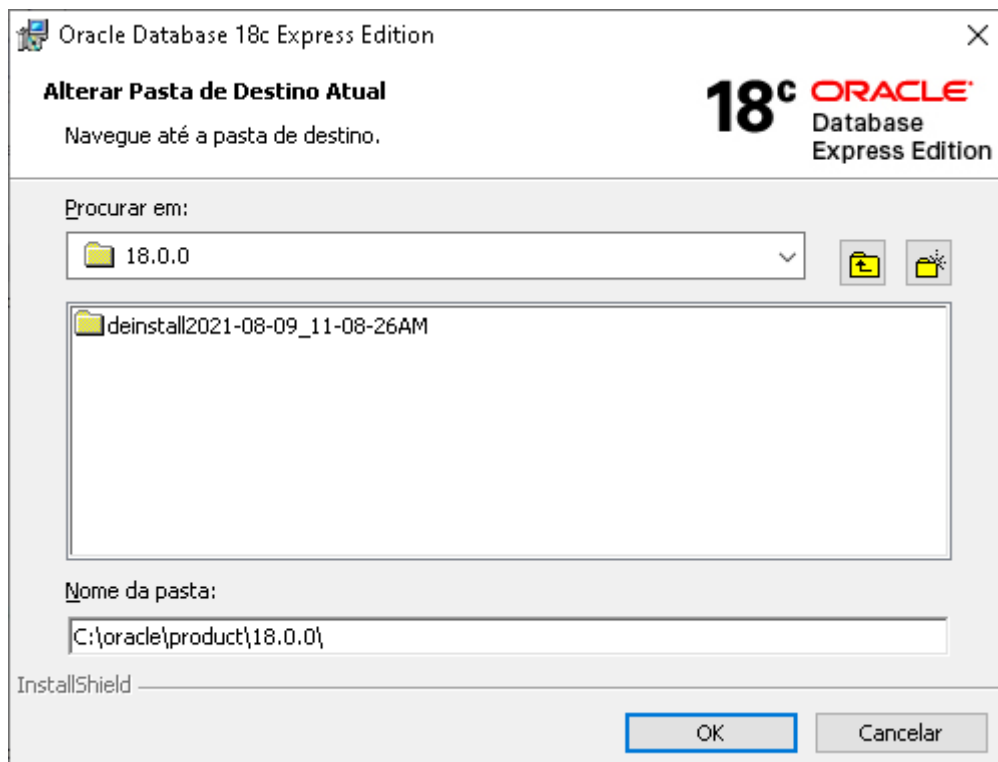 Oracle Database 18c Express Edition
Alterar Pasta de Destino Atual
Navegue até a pasta de destino.
18c ORACLE
Database
Express Edition
Procurar em:
18.0.0
deinstall2021-08-09_11-08-26AM
Nome da pasta:
C:\oracle\product\18.0.0\
InstallShield
OK
Cancelar